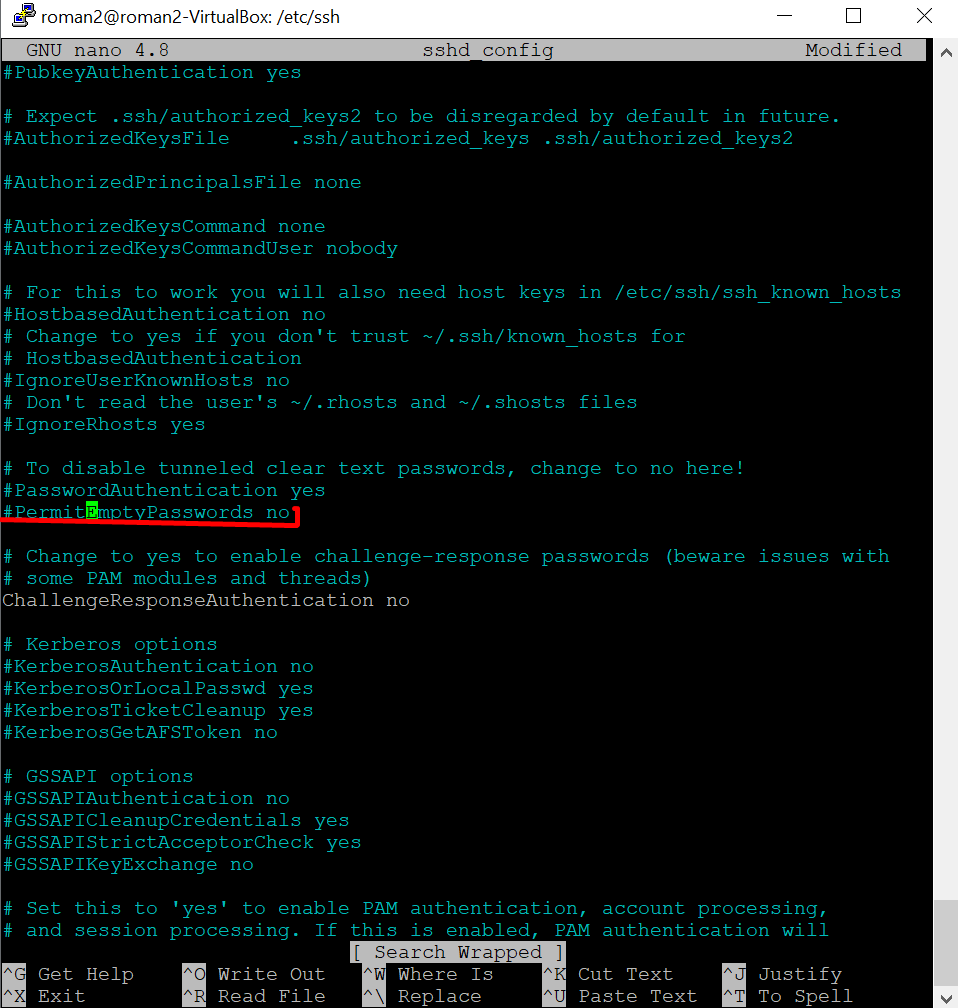 roman2@roman2-VirtualBox: /etc/ssh
GNU nano 4.8 sshd_config Modified
#PubkeyAuthentication yes
# Expect .ssh/authorized_keys2 to be disregarded by default in future.
#AuthorizedKeysFile .ssh/authorized_keys .ssh/authorized_keys2
#AuthorizedPrincipalsFile none
#AuthorizedKeysCommand none
#AuthorizedKeysCommandUser nobody
# For this to work you will also need host keys in /etc/ssh/ssh_known_hosts
#HostbasedAuthentication no
# Change to yes if you don't trust ~/.ssh/known_hosts for
# HostbasedAuthentication
#IgnoreUserKnownHosts no
# Don't read the user's ~/.rhosts and ~/.shosts files
#IgnoreRhosts yes
# To disable tunneled clear text passwords, change to no here!
#PasswordAuthentication yes
#PermitEmptyPasswords no
# Change to yes to enable challenge-response passwords (beware issues with
# some PAM modules and threads)
ChallengeResponseAuthentication no
# Kerberos options
#KerberosAuthentication no
#KerberosOrLocalPasswd yes
#KerberosTicketCleanup yes
#KerberosGetAFSToken no
# GSSAPI options
#GSSAPIAuthentication no
#GSSAPICleanupCredentials yes
#GSSAPIStrictAcceptorCheck yes
#GSSAPIKeyExchange no
# Set this to 'yes' to enable PAM authentication, account processing,
# and session processing. If this is enabled, PAM authentication will
[ Search Wrapped ]
^G Get Help ^O Write Out ^W Where Is ^K Cut Text ^J Justify
^X Exit ^R Read File ^\ Replace ^U Paste Text ^T To Spell